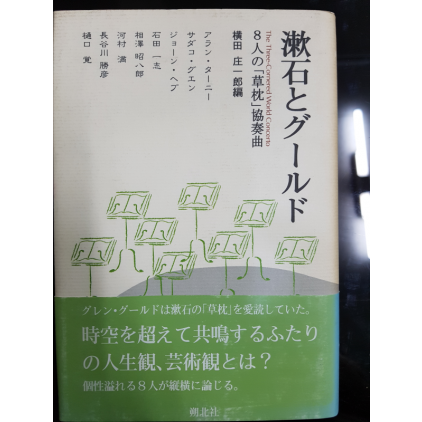 漱石とグールド
The Three-Cornered World Concerto
8人の「草枕」協奏曲
横田 庄一郎編
アラン・ターニー
サダコ・グエン
ジョーン・ヘプ
石田 一志
相澤 昭八郎
河村 満
長谷川 勝彦
樋口 覚
グレン・グールドは漱石の「草枕」を愛読していた。
時空を超えて共鳴するふたり
の人生観、芸術観とは？
個性溢れる8人が縦横に論じる。
朔北社